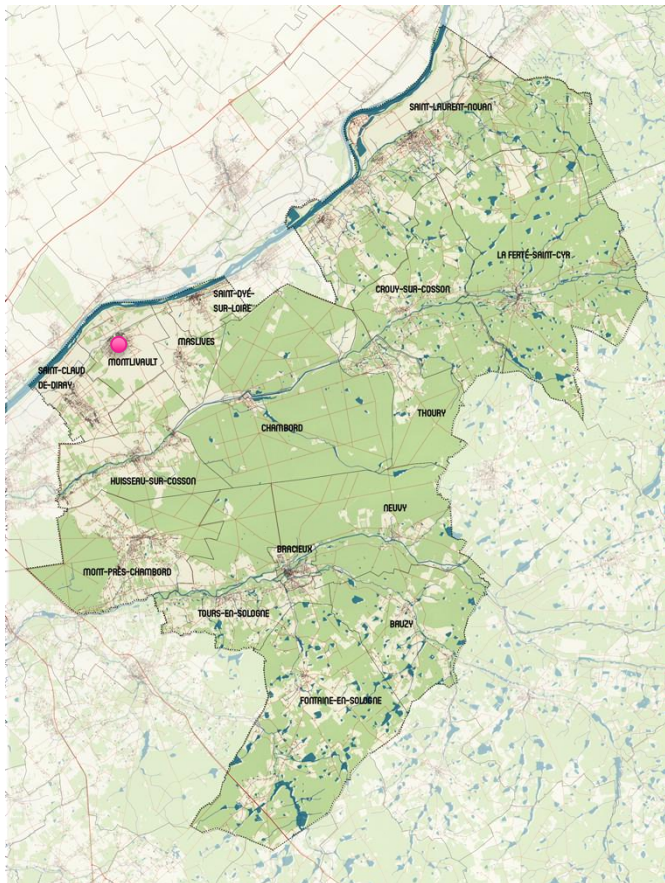 SAINT-LAURENT-NOUAN
LA FERTÉ-SAINT-CYR
CROUY-SUR-COSSON
SAINT-DYÉ-
SUR-LOIRE
MASLIVES
MONTLIVAULT
SAINT-CLAUD
DE-DIRAY
THOURY
CHAMBORD
HUISSEAU-SUR-COSSON
NEUVY
BRACIEUX
MONT-PRÈS-CHAMBORD
TOURS-EN-SOLOGNE
BAUZY
FONTAINE-EN-SOLOGNE